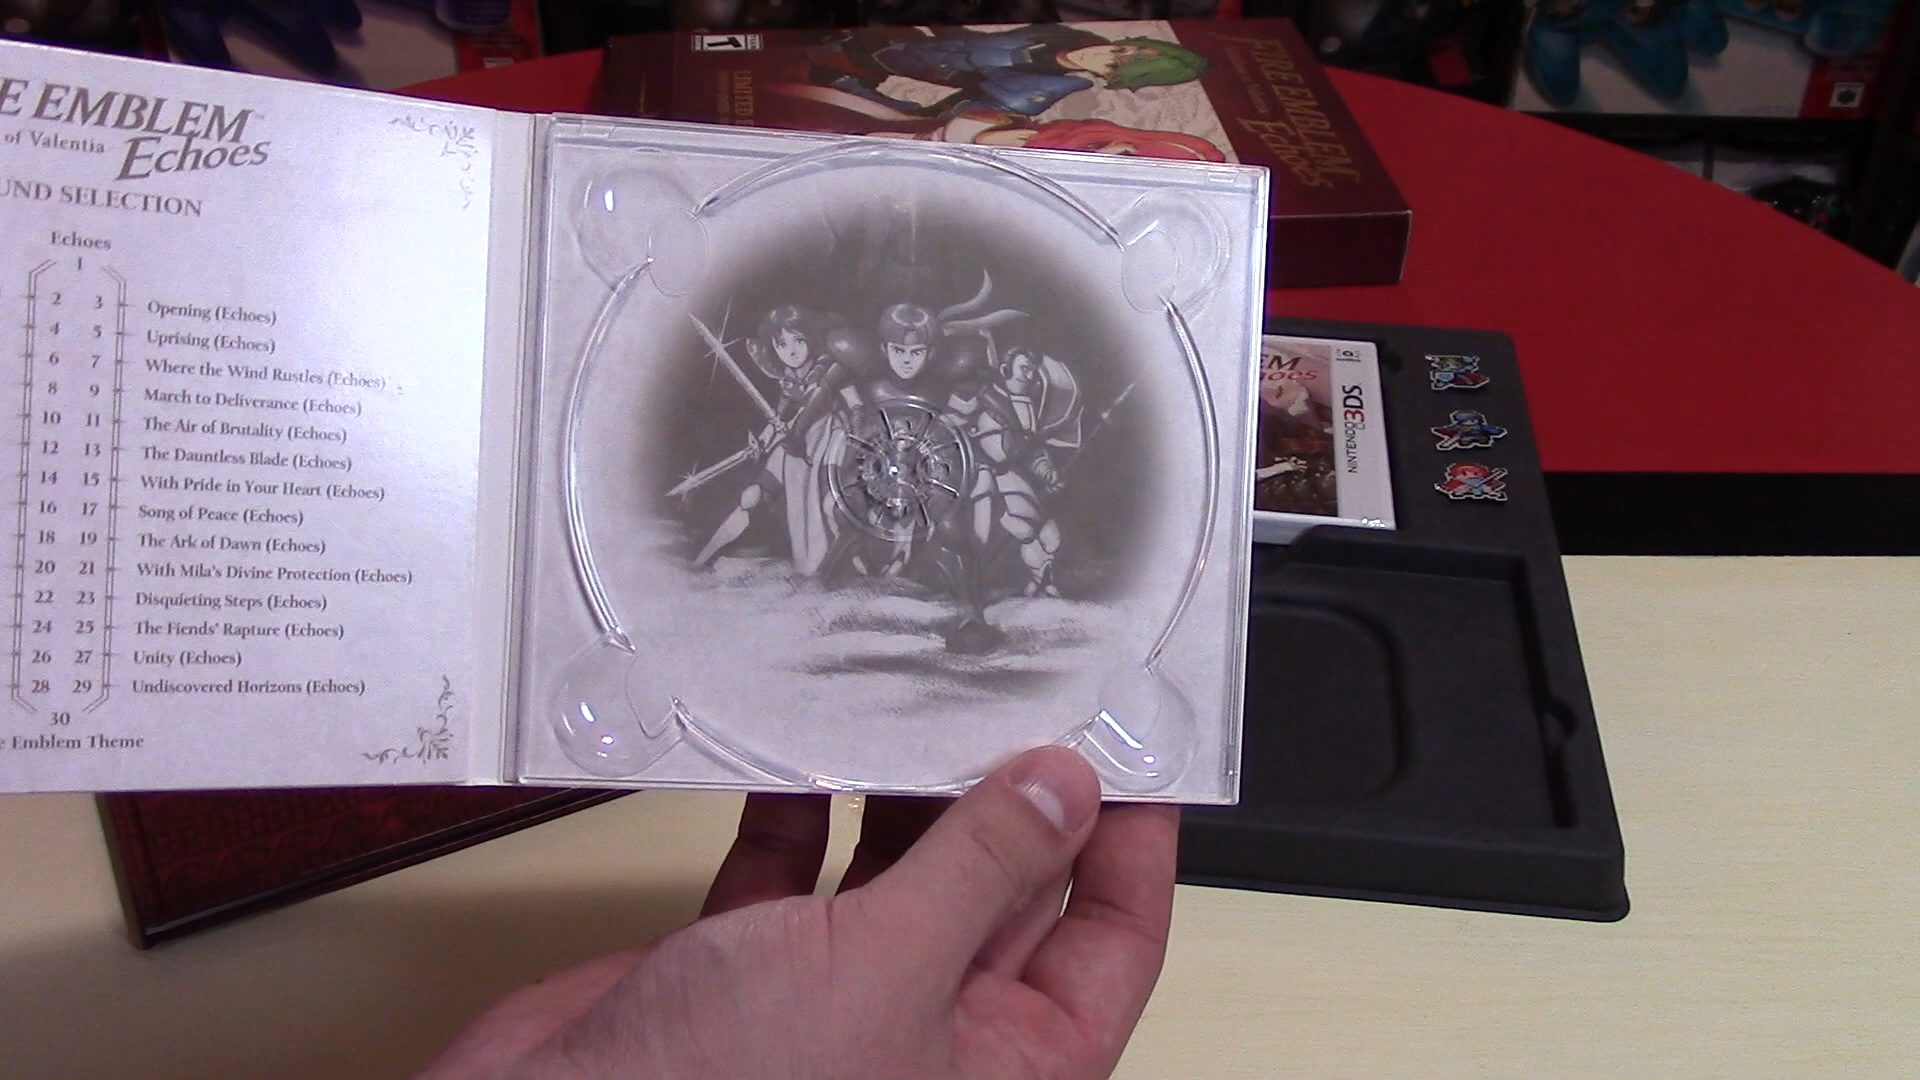 E EMBLEM™
of Valentia
Echoes
UND SELECTION
Echoes
1
2 3 Opening (Echoes)
4 5 Uprising (Echoes)
6 7 Where the Wind Rustles (Echoes)
8 9 March to Deliverance (Echoes)
10 11 The Air of Brutality (Echoes)
12 13 The Dauntless Blade (Echoes)
14 15 With Pride in Your Heart (Echoes)
16 17 Song of Peace (Echoes)
18 19 The Ark of Dawn (Echoes)
20 21 With Mila's Divine Protection (Echoes)
22 23 Disquieting Steps (Echoes)
24 25 The Fiends' Rapture (Echoes)
26 27 Unity (Echoes)
28 29 Undiscovered Horizons (Echoes)
30
e Emblem Theme
T
LIMITED
FIRE EMBLEM
Echoes
EM
oes
NINTENDO3DS